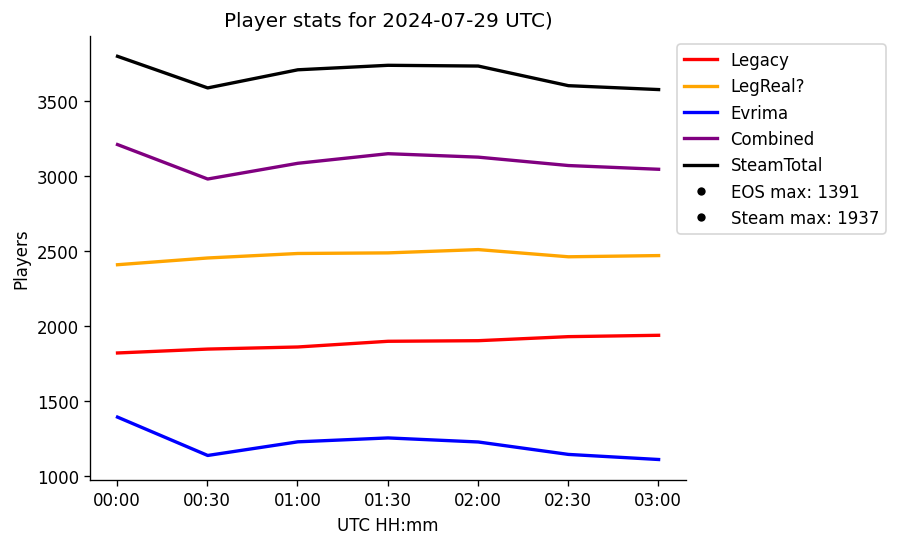 Player stats for 2024-07-29 UTC)
Legacy
LegReal?
Evrima
Combined
SteamTotal
EOS max: 1391
Steam max: 1937
Players
3500
3000
2500
2000
1500
1000
00:00 00:30 01:00 01:30 02:00 02:30 03:00
UTC HH:mm